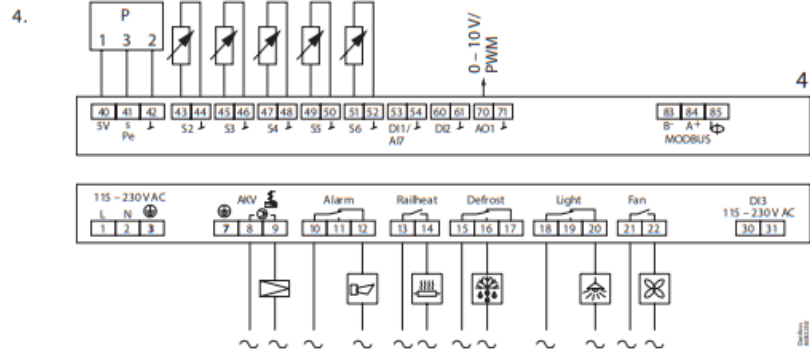 4.
P
1 3 2
0 – 10 V/
PWM
4
40 41 42 43 44 45 46 47 48 49 50 51 52 53 54 60 61 70 71 83 84 85
5V s S2 S3 S4 S5 S6 DI1/ DI2 AO1 B- A+
Pe AI7 MODBUS
115 – 230 V AC AKV Alarm Railheat Defrost Light Fan DI3
L N 115 – 230 V AC
1 2 3 7 8 9 10 11 12 13 14 15 16 17 18 19 20 21 22 30 31
Danfoss